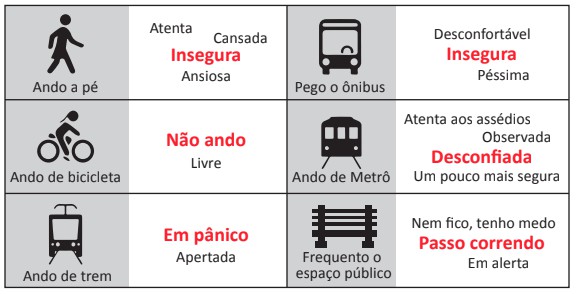 Ando a pé
Atenta
Cansada
Insegura
Ansiosa
Pego o ônibus
Desconfortável
Insegura
Péssima
Ando de bicicleta
Não ando
Livre
Ando de Metrô
Atenta aos assédios
Observada
Desconfiada
Um pouco mais segura
Ando de trem
Em pânico
Apertada
Frequento o
espaço público
Nem fico, tenho medo
Passo correndo
Em alerta